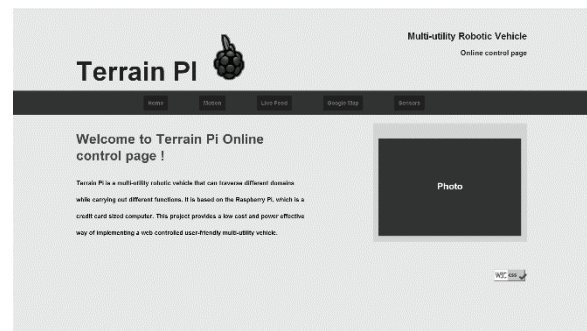 Multi-utility Robotic Vehicle
Online control page
Terrain PI
Home Motion Live Feed Google Map Sensors
Welcome to Terrain Pi Online
control page !
Terrain Pi is a multi-utility robotic vehicle that can traverse different domains
while carrying out different functions. It is based on the Raspberry Pi, which is a
credit card sized computer. This project provides a low cost and power effective
way of implementing a web controlled user-friendly multi-utility vehicle.
Photo
W3C css